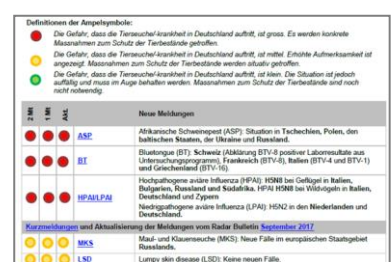 Definitionen der Ampelsymbole:
Die Gefahr, dass die Tierseuche/-krankheit in Deutschland auftritt, ist gross. Es werden konkrete
Massnahmen zum Schutz der Tierbestände getroffen.
Die Gefahr, dass die Tierseuche/-krankheit in Deutschland auftritt, ist mittel. Erhöhte Aufmerksamkeit ist
angezeigt. Massnahmen zum Schutz der Tierbestände werden situativ getroffen.
Die Gefahr, dass die Tierseuche/-krankheit in Deutschland auftritt, ist klein. Die Situation ist jedoch
auffällig und muss im Auge behalten werden. Massnahmen zum Schutz der Tierbestände sind noch
nicht notwendig.
2 Mt 1 Mt Akt. Neue Meldungen
ASP Afrikanische Schweinepest (ASP): Situation in Tschechien, Polen, den
baltischen Staaten, der Ukraine und Russland.
BT Bluetongue (BT): Schweiz (Abklärung BTV-8 positiver Laborresultate aus
Untersuchungsprogramm), Frankreich (BTV-8), Italien (BTV-4 und BTV-1)
und Griechenland (BTV-16).
HPAI/LPAI Hochpathogene aviäre Influenza (HPAI): H5N8 bei Geflügel in Italien,
Bulgarien, Russland und Südafrika. HPAI H5N8 bei Wildvögeln in Italien,
Deutschland und Zypern
Niedrigpathogene aviäre Influenza (LPAI): H5N2 in den Niederlanden und
Deutschland.
Kurzmeldungen und Aktualisierung der Meldungen vom Radar Bulletin September 2017
MKS Maul- und Klauenseuche (MKS): Neue Fälle im europäischen Staatsgebiet
Russlands.
LSD Lumpy skin disease (LSD): Keine neuen Fälle.